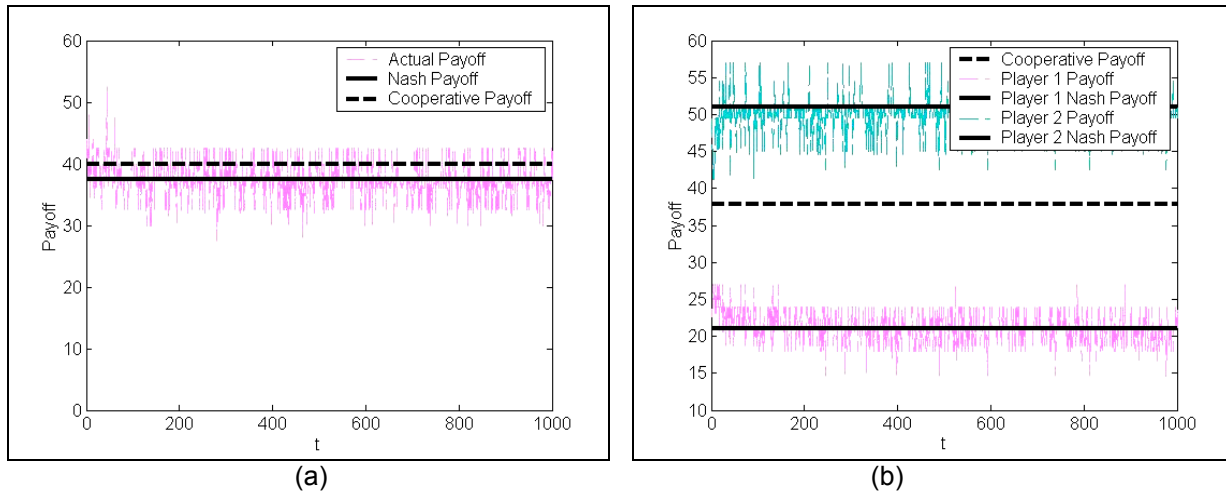 60
50
40
30
20
10
0
Payoff
0 200 400 600 800 1000
t
Actual Payoff
Nash Payoff
Cooperative Payoff
(a)
60
55
50
45
40
35
30
25
20
15
10
Payoff
0 200 400 600 800 1000
t
Cooperative Payoff
Player 1 Payoff
Player 1 Nash Payoff
Player 2 Payoff
Player 2 Nash Payoff
(b)